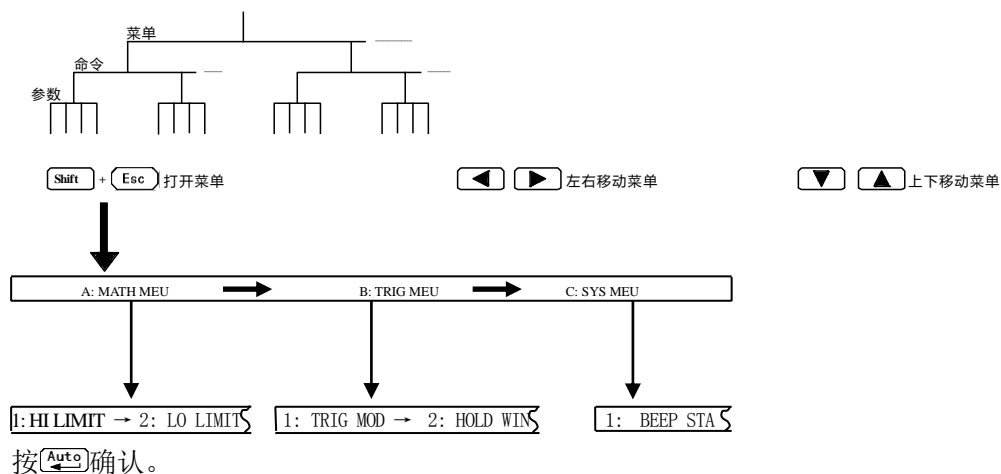 菜单
命令
参数
Shift + Esc 打开菜单 左右移动菜单 上下移动菜单
A: MATH MEU B: TRIG MEU C: SYS MEU
1: HI LIMIT → 2: LO LIMIT 1: TRIG MOD → 2: HOLD WIN 1: BEEP STA
按Auto确认。